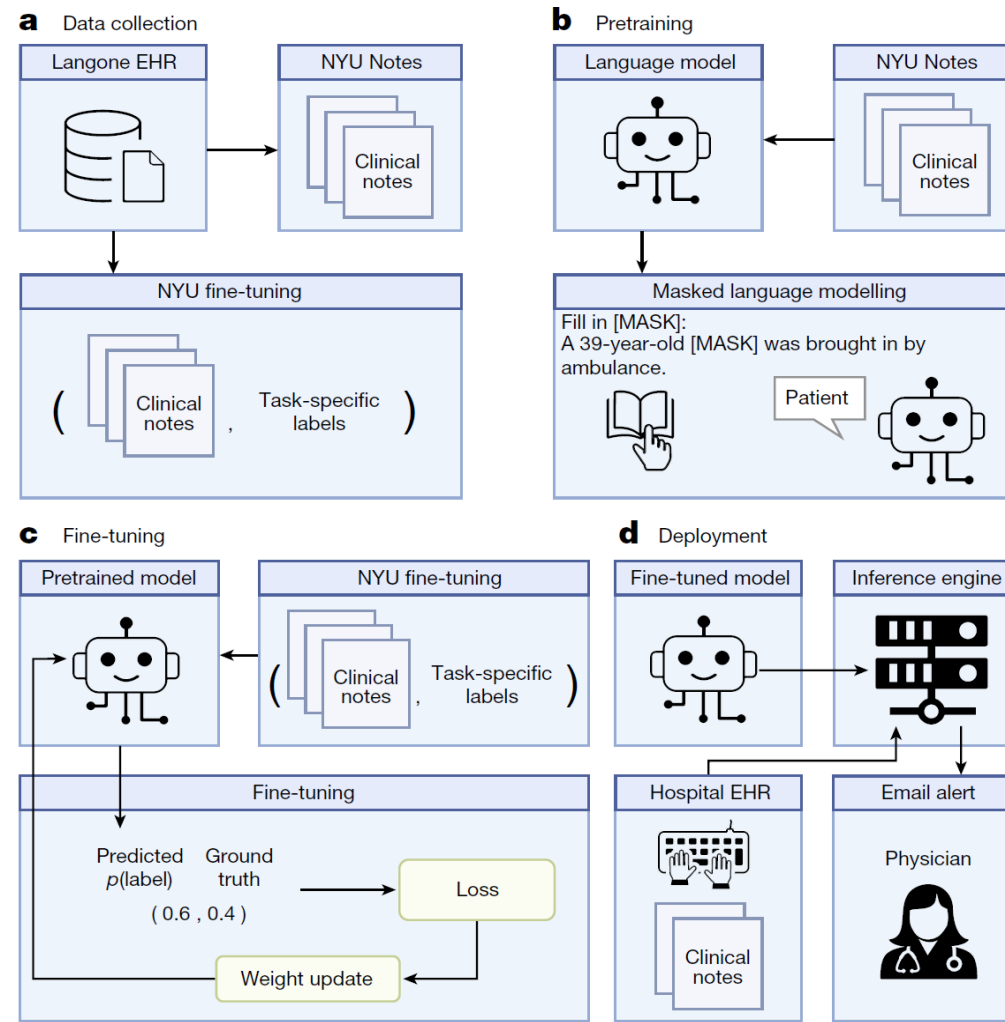 a Data collection
Langone EHR
NYU Notes
Clinical
notes
NYU fine-tuning
( Clinical
notes , Task-specific
labels )
b Pretraining
Language model
NYU Notes
Clinical
notes
Masked language modelling
Fill in [MASK]:
A 39-year-old [MASK] was brought in by
ambulance.
Patient
c Fine-tuning
Pretrained model
NYU fine-tuning
( Clinical
notes , Task-specific
labels )
Fine-tuning
Predicted
p(label)
Ground
truth
( 0.6 , 0.4 )
Loss
Weight update
d Deployment
Fine-tuned model
Inference engine
Hospital EHR
Clinical
notes
Email alert
Physician